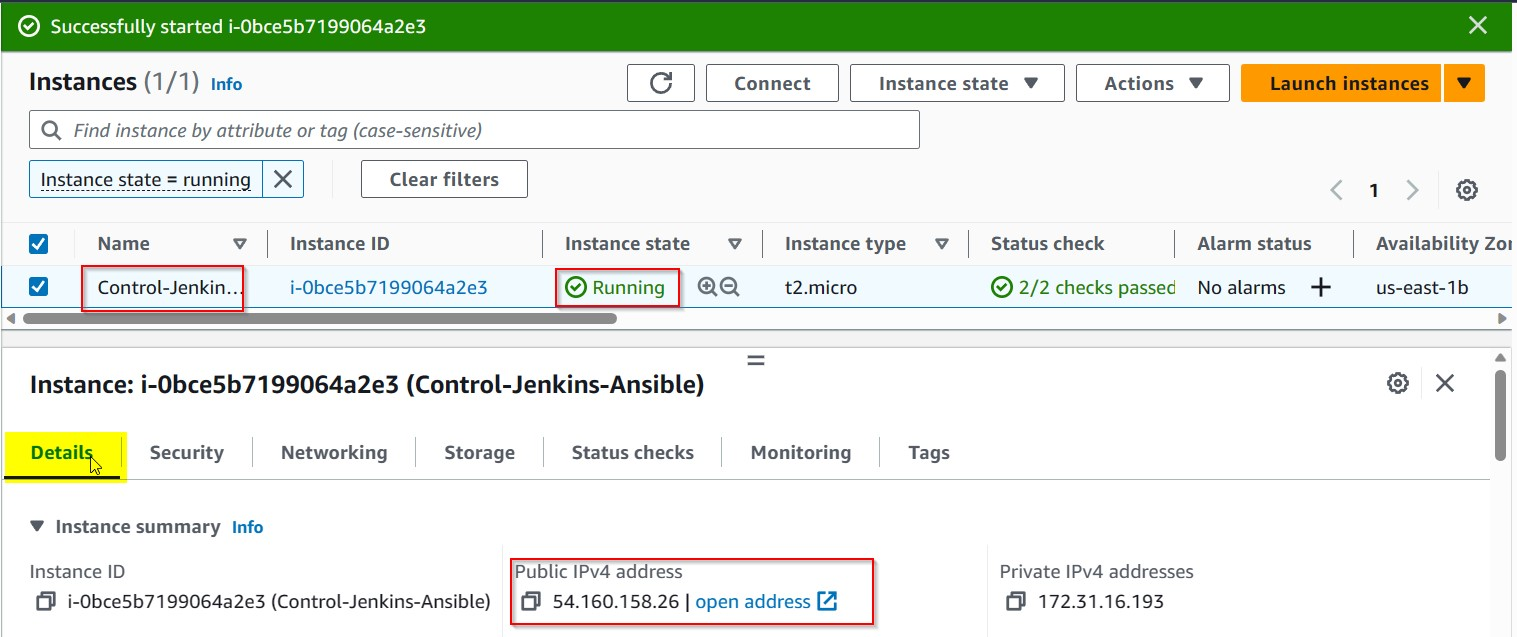 Successfully started i-0bce5b7199064a2e3
Instances (1/1) Info
Connect
Instance state
Actions
Launch instances
Find instance by attribute or tag (case-sensitive)
Instance state = running
Clear filters
1
Name Instance ID Instance state Instance type Status check Alarm status Availability Zor
Control-Jenkin... i-0bce5b7199064a2e3 Running t2.micro 2/2 checks passed No alarms + us-east-1b
Instance: i-0bce5b7199064a2e3 (Control-Jenkins-Ansible)
Details Security Networking Storage Status checks Monitoring Tags
Instance summary Info
Instance ID
i-0bce5b7199064a2e3 (Control-Jenkins-Ansible)
Public IPv4 address
54.160.158.26 | open address
Private IPv4 addresses
172.31.16.193